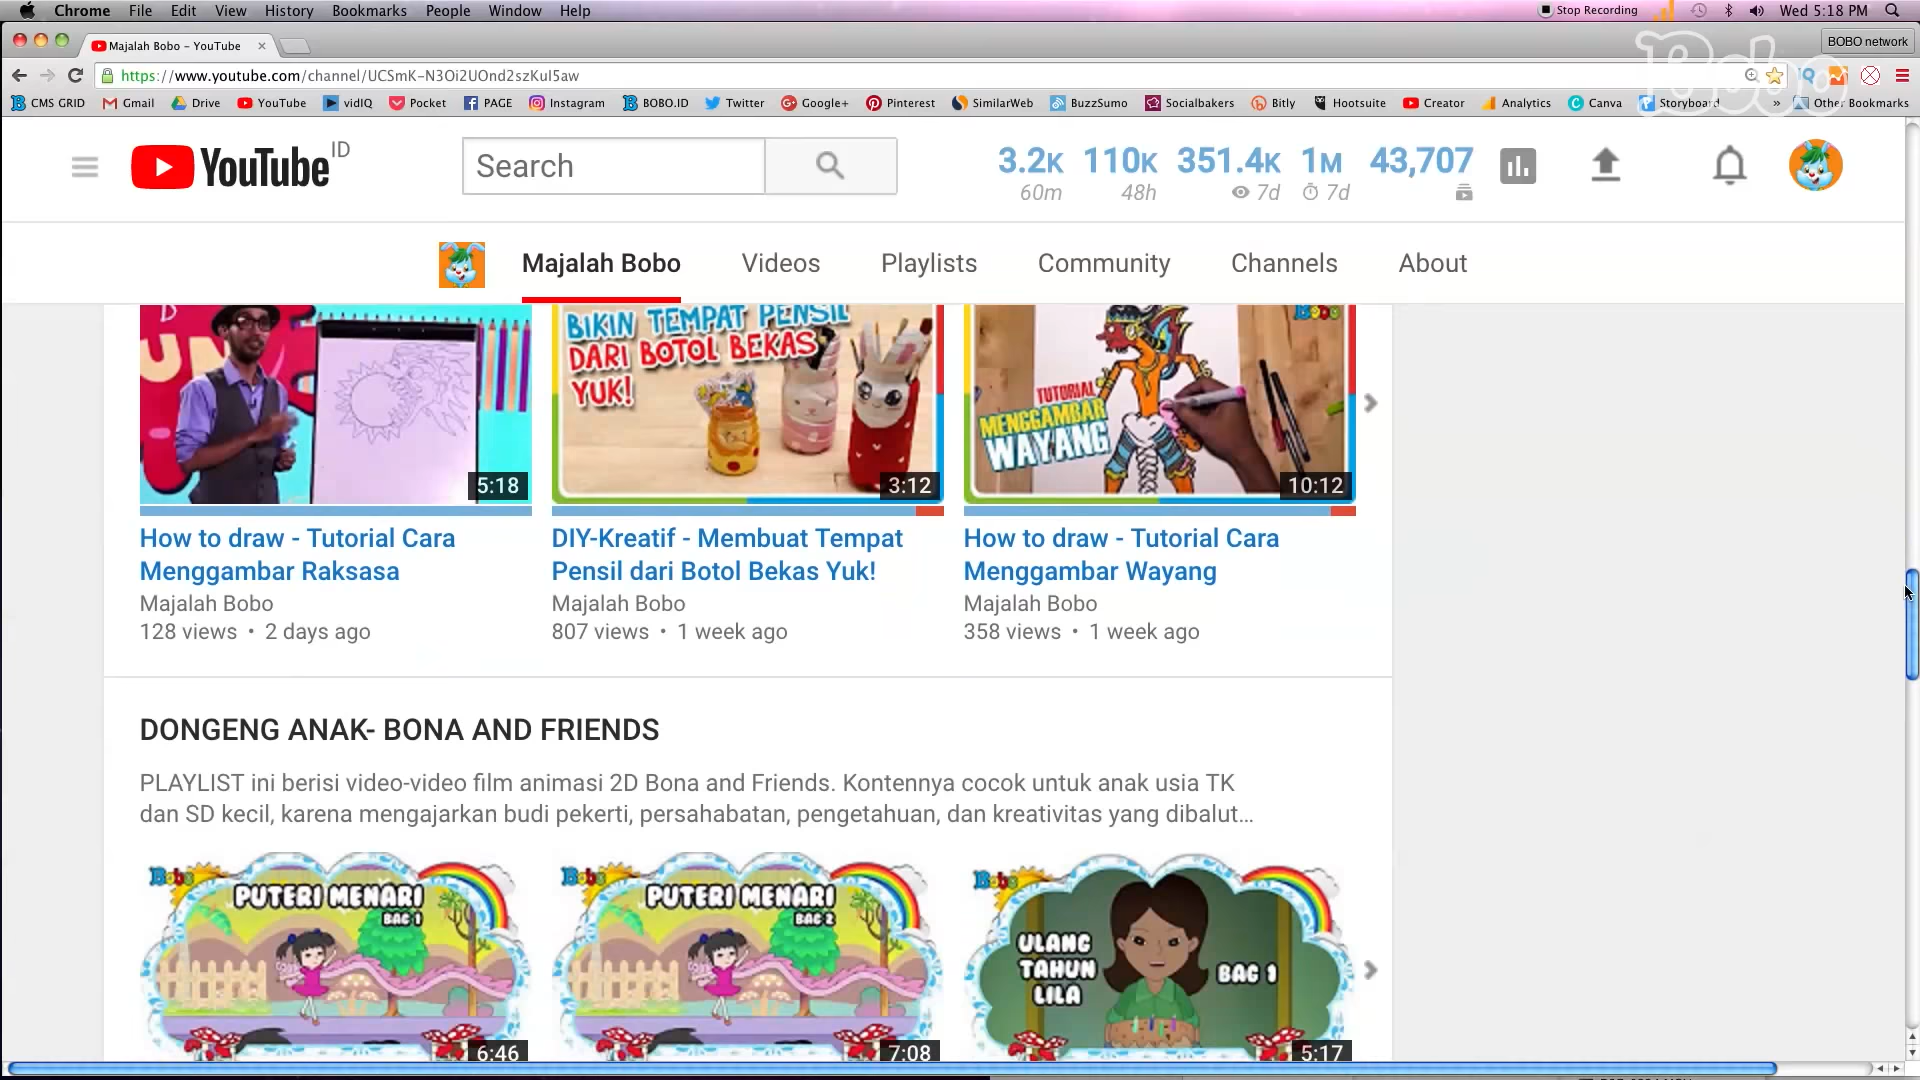 Chrome File Edit View History Bookmarks People Window Help Stop Recording Wed 5:18 PM
Majalah Bobo - YouTube BOBO network
https://www.youtube.com/channel/UCSmK-N3Oi2UOnd2szKul5aw
CMS GRID Gmail Drive YouTube vidIQ Pocket PAGE Instagram BOBO.ID Twitter Google+ Pinterest SimilarWeb BuzzSumo Socialbakers Bitly Hootsuite Creator Analytics Canva Storyboard » Other Bookmarks
Bobo
YouTube ID Search 3.2K 110K 351.4K 1M 43,707
60m 48h 7d 7d
Majalah Bobo Videos Playlists Community Channels About
BIKIN TEMPAT PENSIL
DARI BOTOL BEKAS
YUK!
Bobo
TUTORIAL
MENGGAMBAR
WAYANG
5:18 3:12 10:12
How to draw - Tutorial Cara
Menggambar Raksasa
Majalah Bobo
128 views • 2 days ago
DIY-Kreatif - Membuat Tempat
Pensil dari Botol Bekas Yuk!
Majalah Bobo
807 views • 1 week ago
How to draw - Tutorial Cara
Menggambar Wayang
Majalah Bobo
358 views • 1 week ago
DONGENG ANAK- BONA AND FRIENDS
PLAYLIST ini berisi video-video film animasi 2D Bona and Friends. Kontennya cocok untuk anak usia TK
dan SD kecil, karena mengajarkan budi pekerti, persahabatan, pengetahuan, dan kreativitas yang dibalut...
Bobo
PUTERI MENARI
BAG 1
6:46
Bobo
PUTERI MENARI
BAG 2
7:08
Bobo
ULANG
TAHUN
LILA
BAG 1
5:17